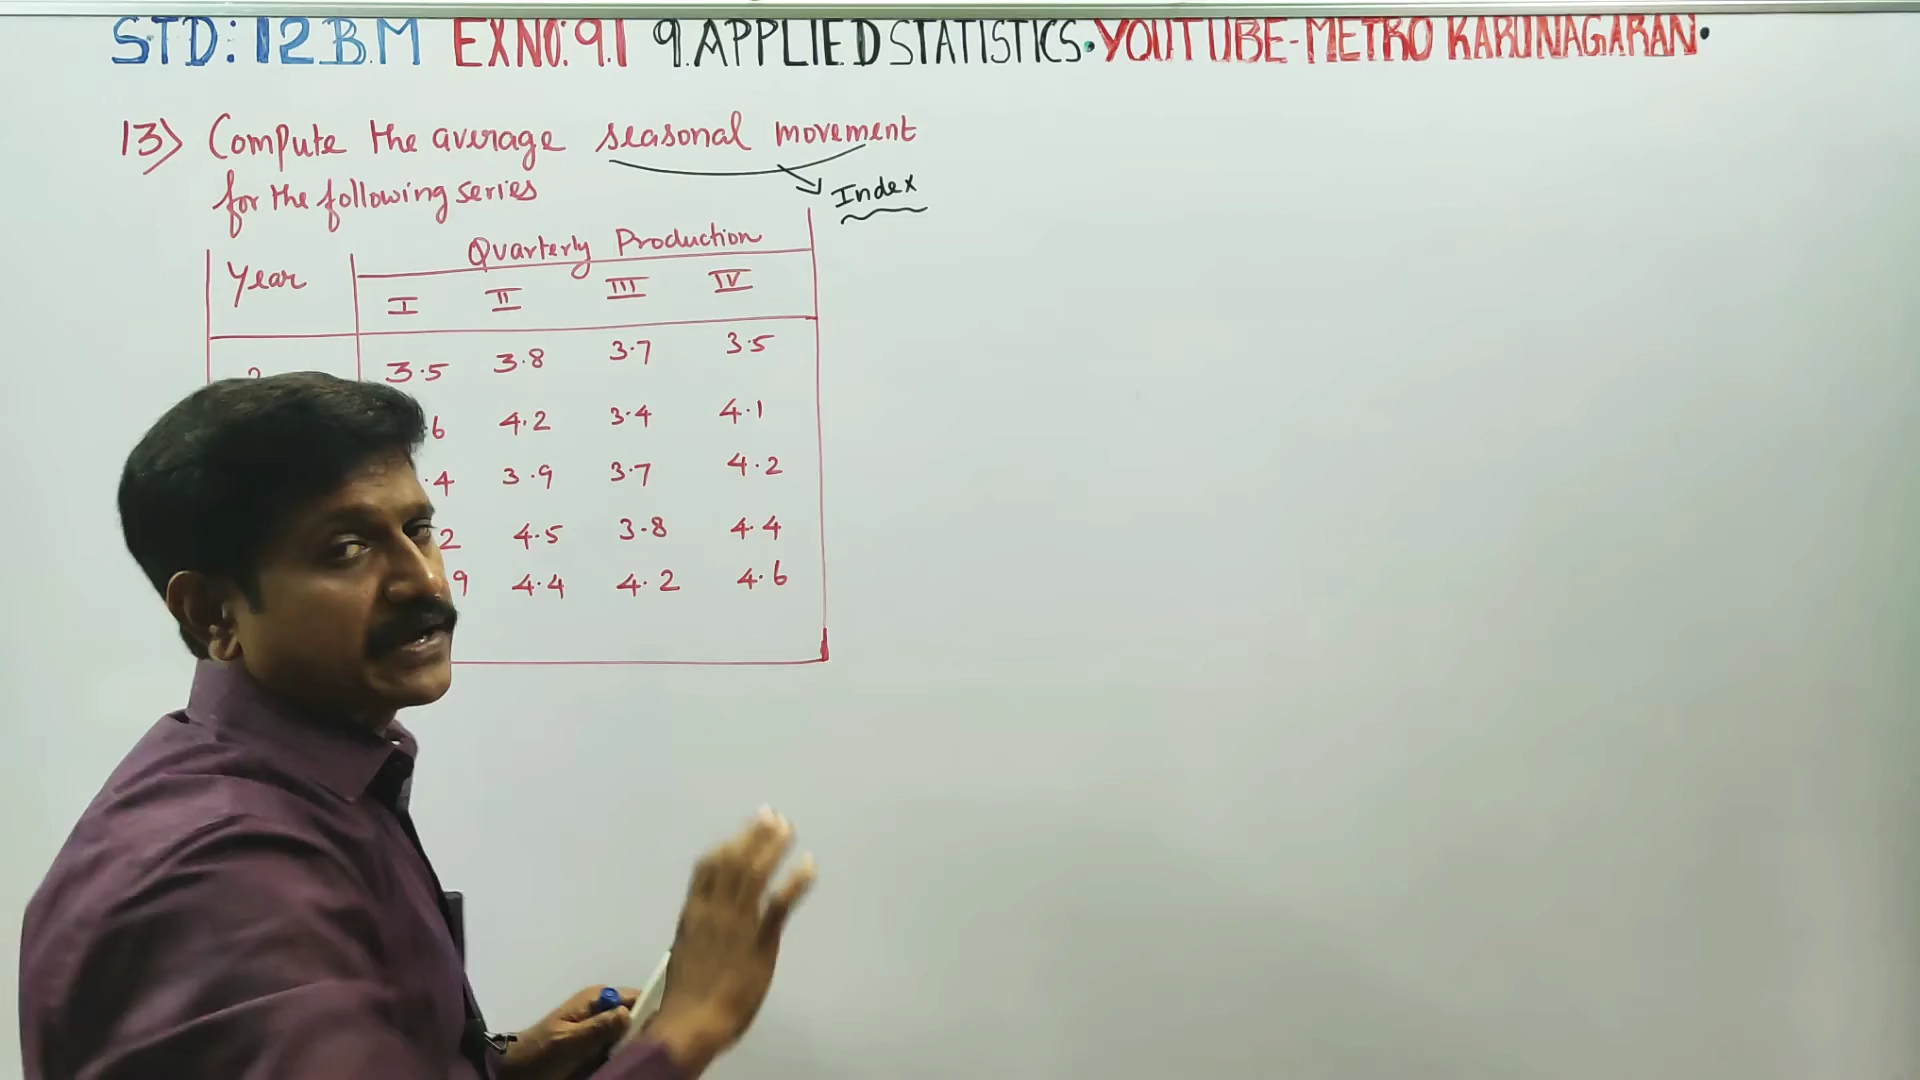 STD: 12 B.M EX NO: 9.1 9. APPLIED STATISTICS. YOUTUBE-METRO KARUNAGARAN.
13) Compute the average seasonal movement
for the following series
Index
Year Quarterly Production
I II III IV
3.5 3.8 3.7 3.5
.6 4.2 3.4 4.1
.4 3.9 3.7 4.2
2 4.5 3.8 4.4
9 4.4 4.2 4.6